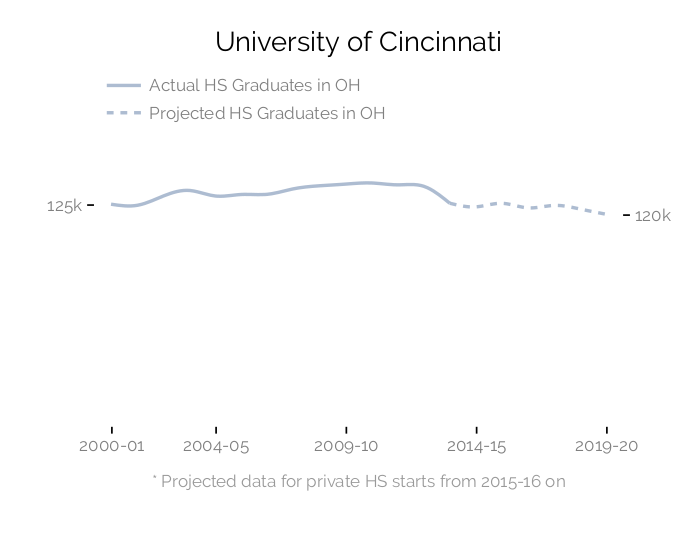 University of Cincinnati
Actual HS Graduates in OH
Projected HS Graduates in OH
125k
120k
2000-01 2004-05 2009-10 2014-15 2019-20
* Projected data for private HS starts from 2015-16 on